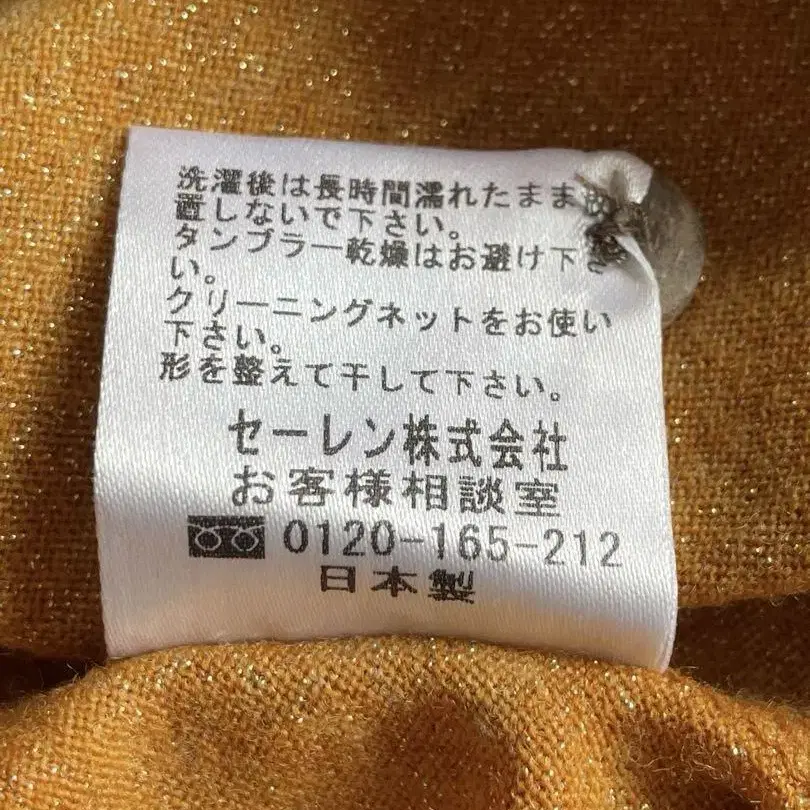 洗濯後は長時間濡れたまま放
置しないで下さい。
タンブラー乾燥はお避け下さ
い。
クリーニングネットをお使い
下さい。
形を整えて干して下さい。
セーレン株式会社
お客様相談室
0120-165-212
日本製